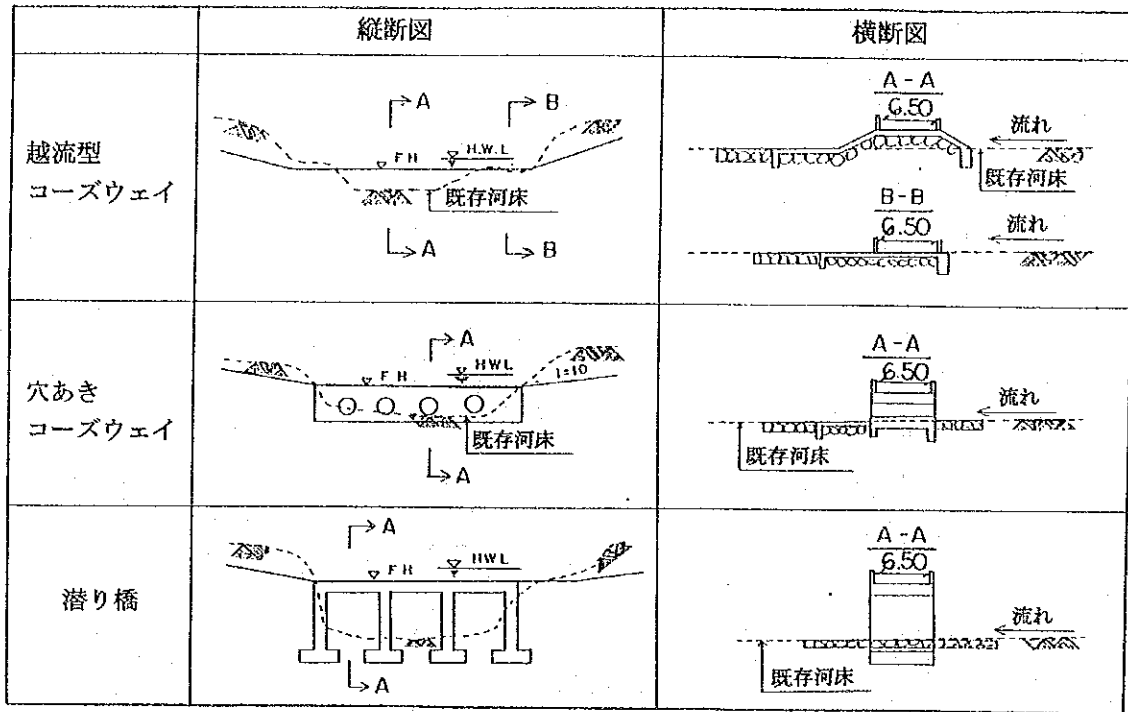 縦断図
横断図
越流型
コーズウェイ
A
B
F H
H.W.L
既存河床
A
B
A - A
6.50
流れ
既存河床
B-B
6.50
流れ
穴あき
コーズウェイ
A
F H
HWL
1=10
既存河床
A
A - A
6.50
流れ
既存河床
潜り橋
A
F H
HWL
A
A - A
6.50
流れ
既存河床